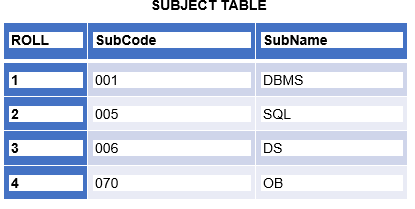 SUBJECT TABLE
ROLL SubCode SubName
1 001 DBMS
2 005 SQL
3 006 DS
4 070 OB